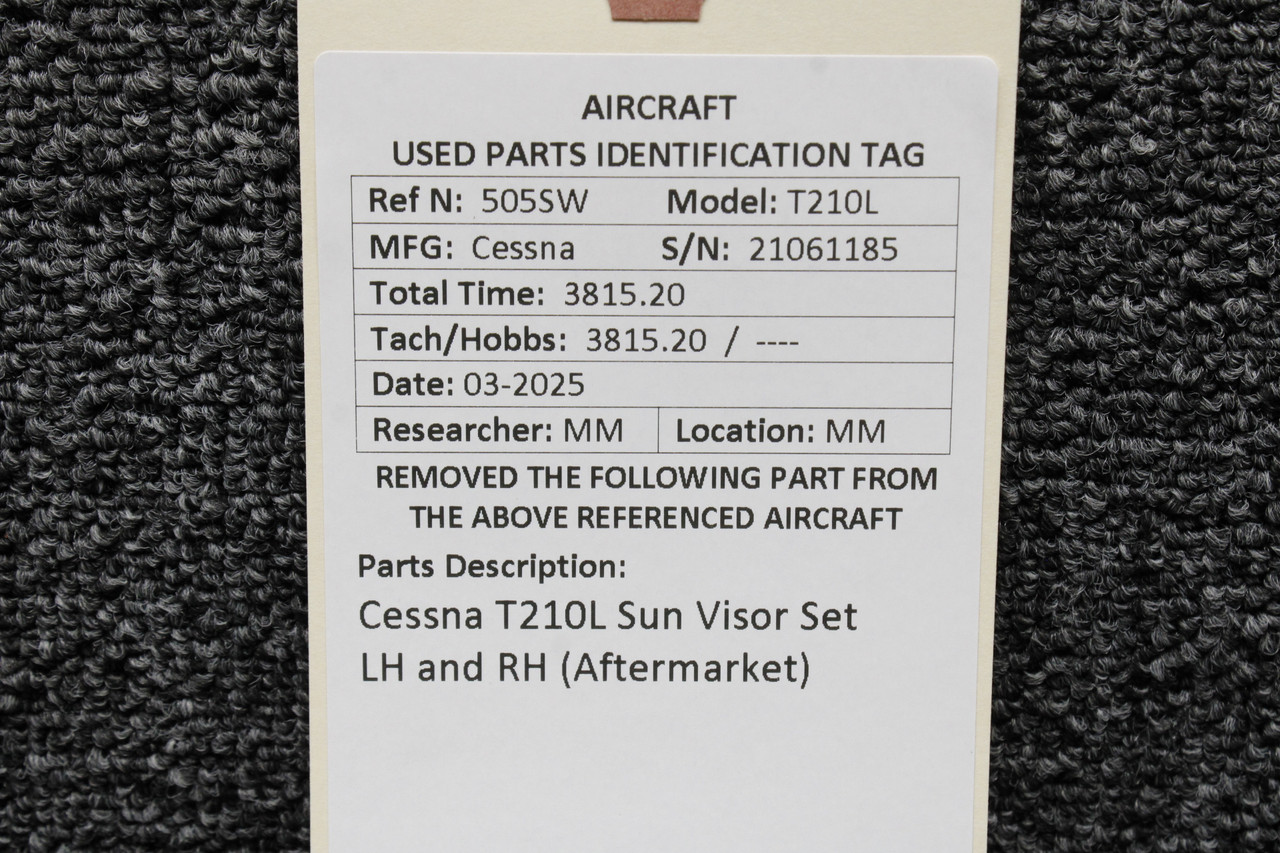 AIRCRAFT
USED PARTS IDENTIFICATION TAG
Ref N: 505SW Model: T210L
MFG: Cessna S/N: 21061185
Total Time: 3815.20
Tach/Hobbs: 3815.20 / ----
Date: 03-2025
Researcher: MM Location: MM
REMOVED THE FOLLOWING PART FROM
THE ABOVE REFERENCED AIRCRAFT
Parts Description:
Cessna T210L Sun Visor Set
LH and RH (Aftermarket)